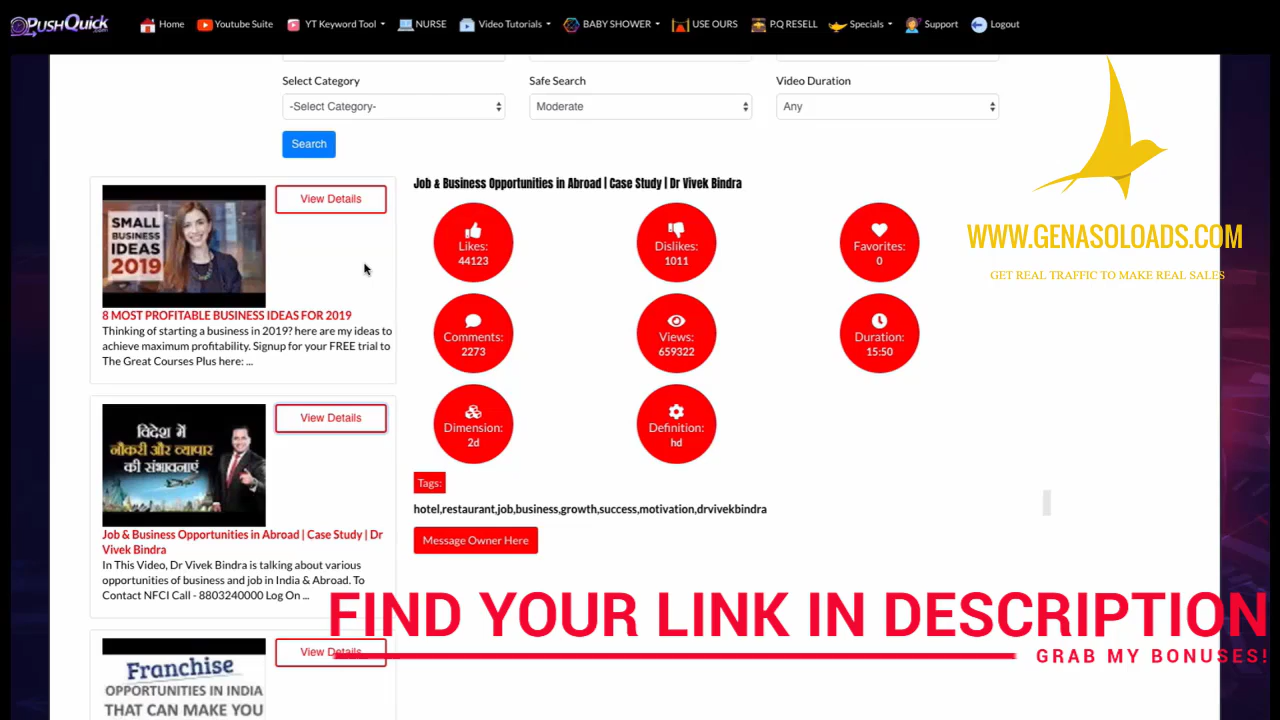 PUSHQUICK
.com
Home
Youtube Suite
YT Keyword Tool
NURSE
Video Tutorials
BABY SHOWER
USE OURS
P.Q RESELL
Specials
Support
Logout
Select Category
Safe Search
Video Duration
-Select Category-
Moderate
Any
Search
View Details
SMALL
BUSINESS
IDEAS
2019
8 MOST PROFITABLE BUSINESS IDEAS FOR 2019
Thinking of starting a business in 2019? here are my ideas to
achieve maximum profitability. Signup for your FREE trial to
The Great Courses Plus here: ...
View Details
विदेश में
नौकरी और व्यापार
की संभावनाएं
Job & Business Opportunities in Abroad | Case Study | Dr
Vivek Bindra
In This Video, Dr Vivek Bindra is talking about various
opportunities of business and job in India & Abroad. To
Contact NFCI Call - 8803240000 Log On ...
View Details
Franchise
OPPORTUNITIES IN INDIA
THAT CAN MAKE YOU
Job & Business Opportunities in Abroad | Case Study | Dr Vivek Bindra
Likes:
44123
Dislikes:
1011
Favorites:
0
Comments:
2273
Views:
659322
Duration:
15:50
Dimension:
2d
Definition:
hd
Tags:
hotel,restaurant,job,business,growth,success,motivation,drvivekbindra
Message Owner Here
WWW.GENASOLOADS.COM
GET REAL TRAFFIC TO MAKE REAL SALES
FIND YOUR LINK IN DESCRIPTION
GRAB MY BONUSES!